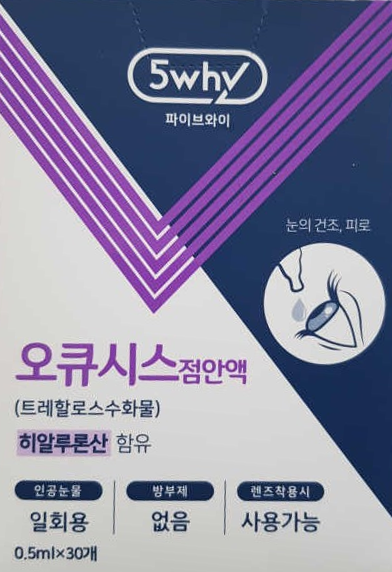 5why
파이브와이
눈의 건조, 피로
오큐시스점안액
(트레할로스수화물)
히알루론산 함유
인공눈물 방부제 렌즈착용시
일회용 없음 사용가능
0.5ml×30개